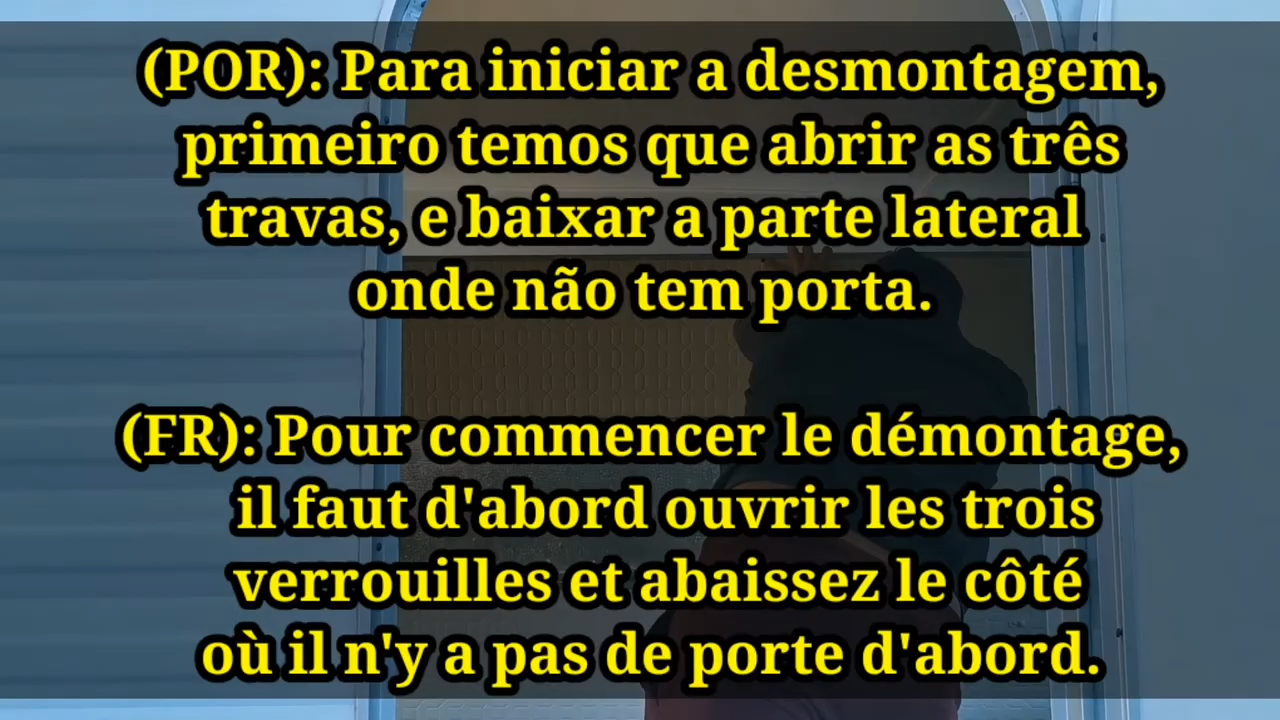 (POR): Para iniciar a desmontagem,
primeiro temos que abrir as três
travas, e baixar a parte lateral
onde não tem porta.
(FR): Pour commencer le démontage,
il faut d'abord ouvrir les trois
verrouilles et abaissez le côté
où il n'y a pas de porte d'abord.